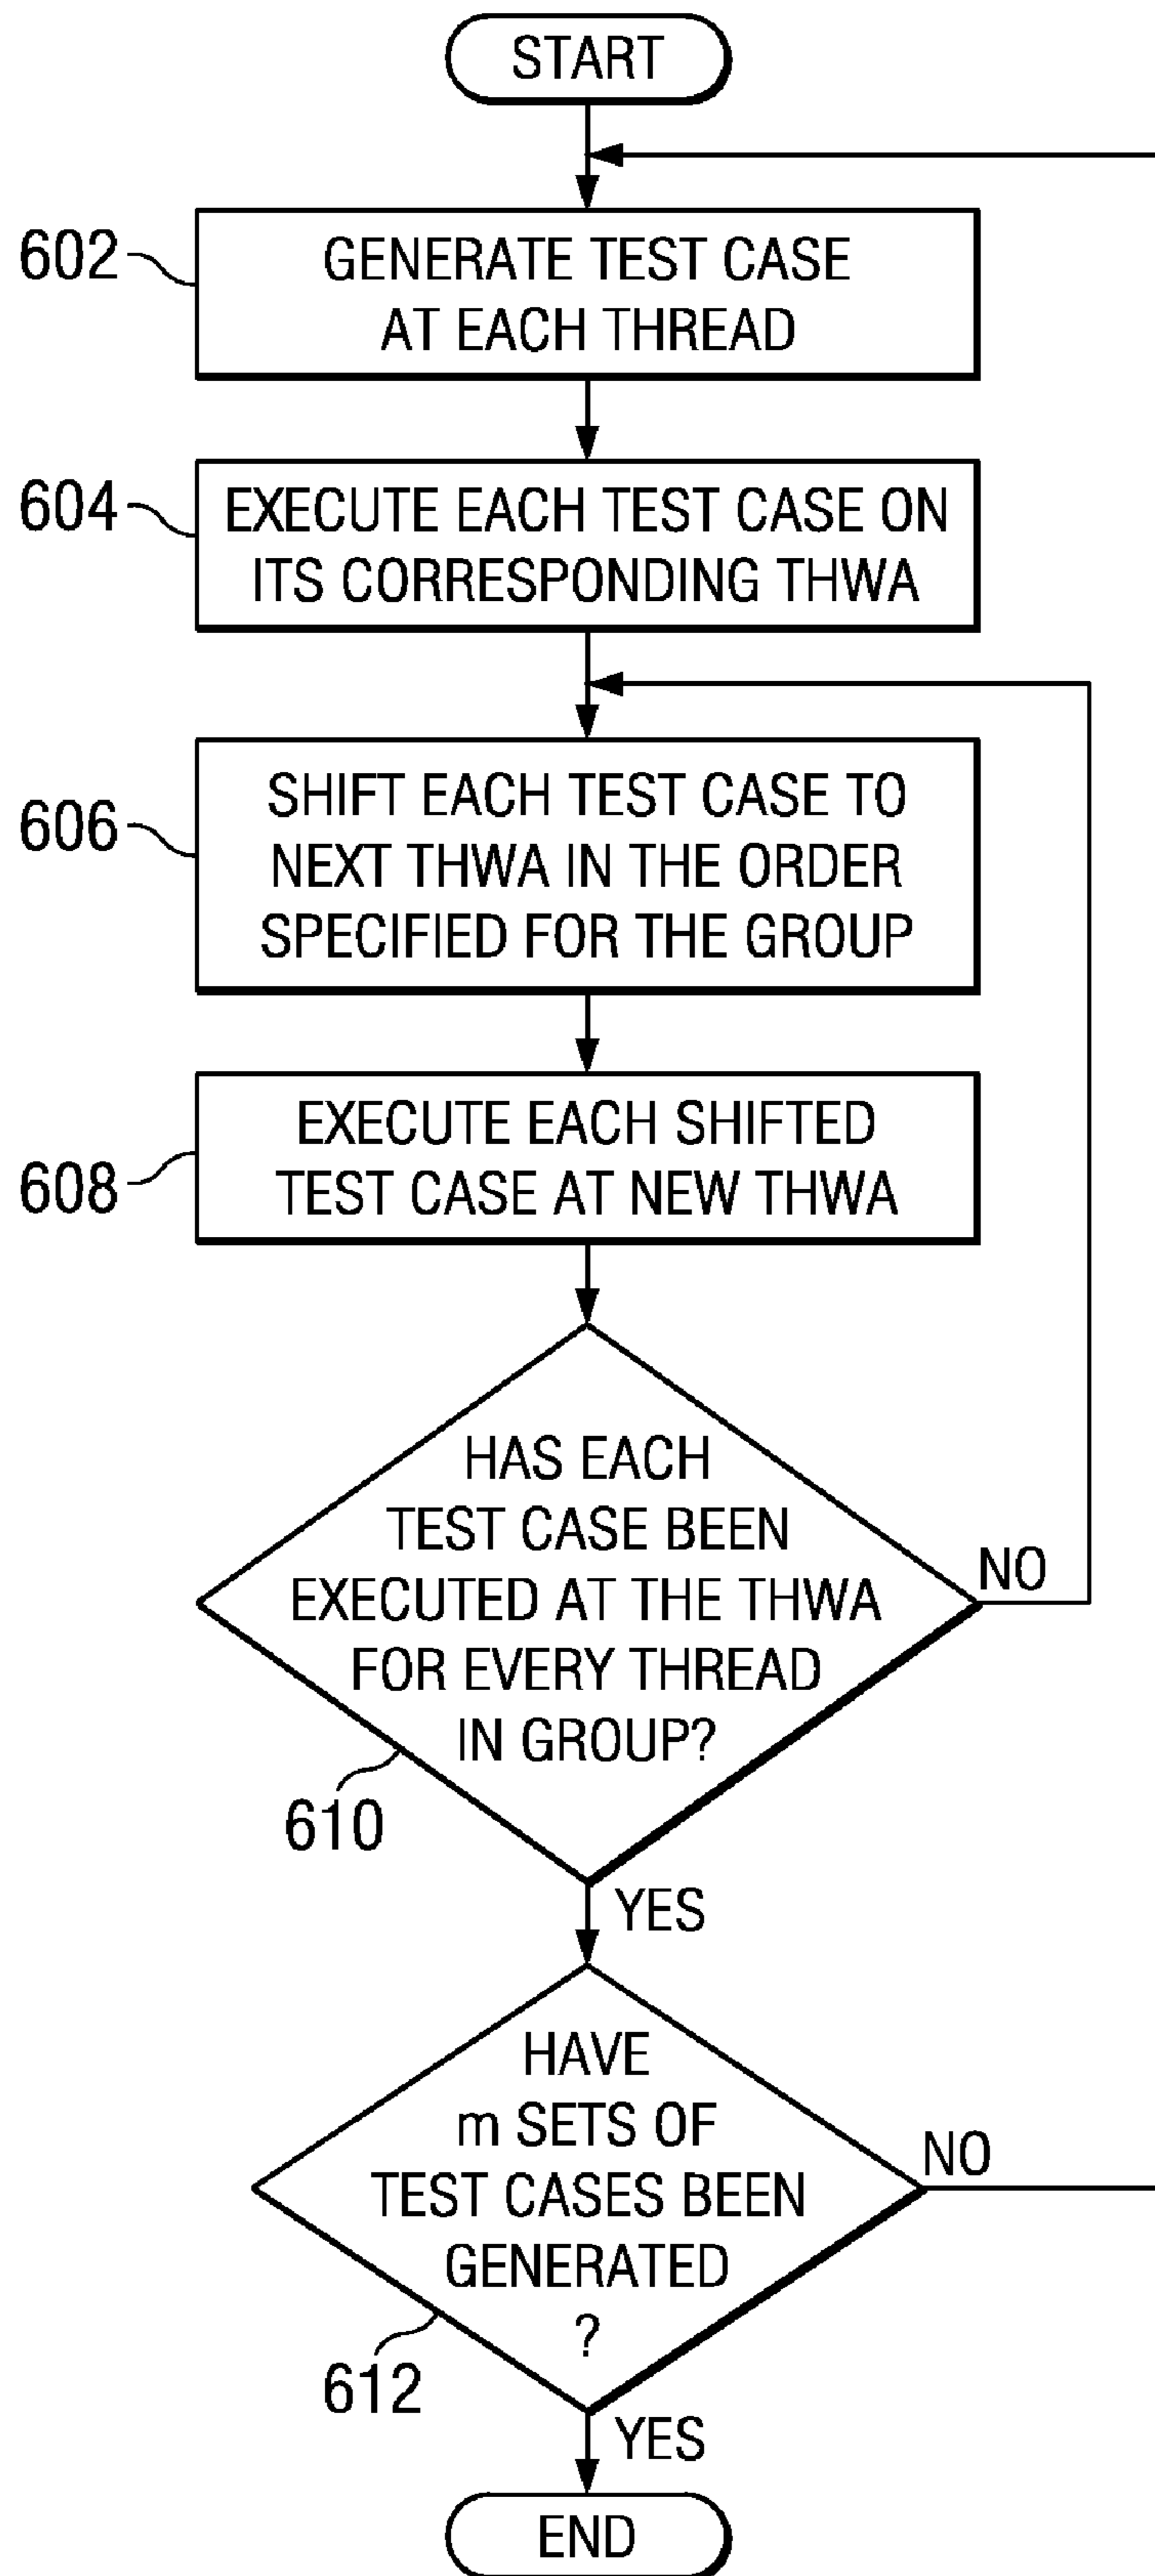 START
602
GENERATE TEST CASE
AT EACH THREAD
604
EXECUTE EACH TEST CASE ON
ITS CORRESPONDING THWA
606
SHIFT EACH TEST CASE TO
NEXT THWA IN THE ORDER
SPECIFIED FOR THE GROUP
608
EXECUTE EACH SHIFTED
TEST CASE AT NEW THWA
HAS EACH
TEST CASE BEEN
EXECUTED AT THE THWA
FOR EVERY THREAD
IN GROUP?
NO
610
YES
HAVE
m SETS OF
TEST CASES BEEN
GENERATED
?
NO
612
YES
END